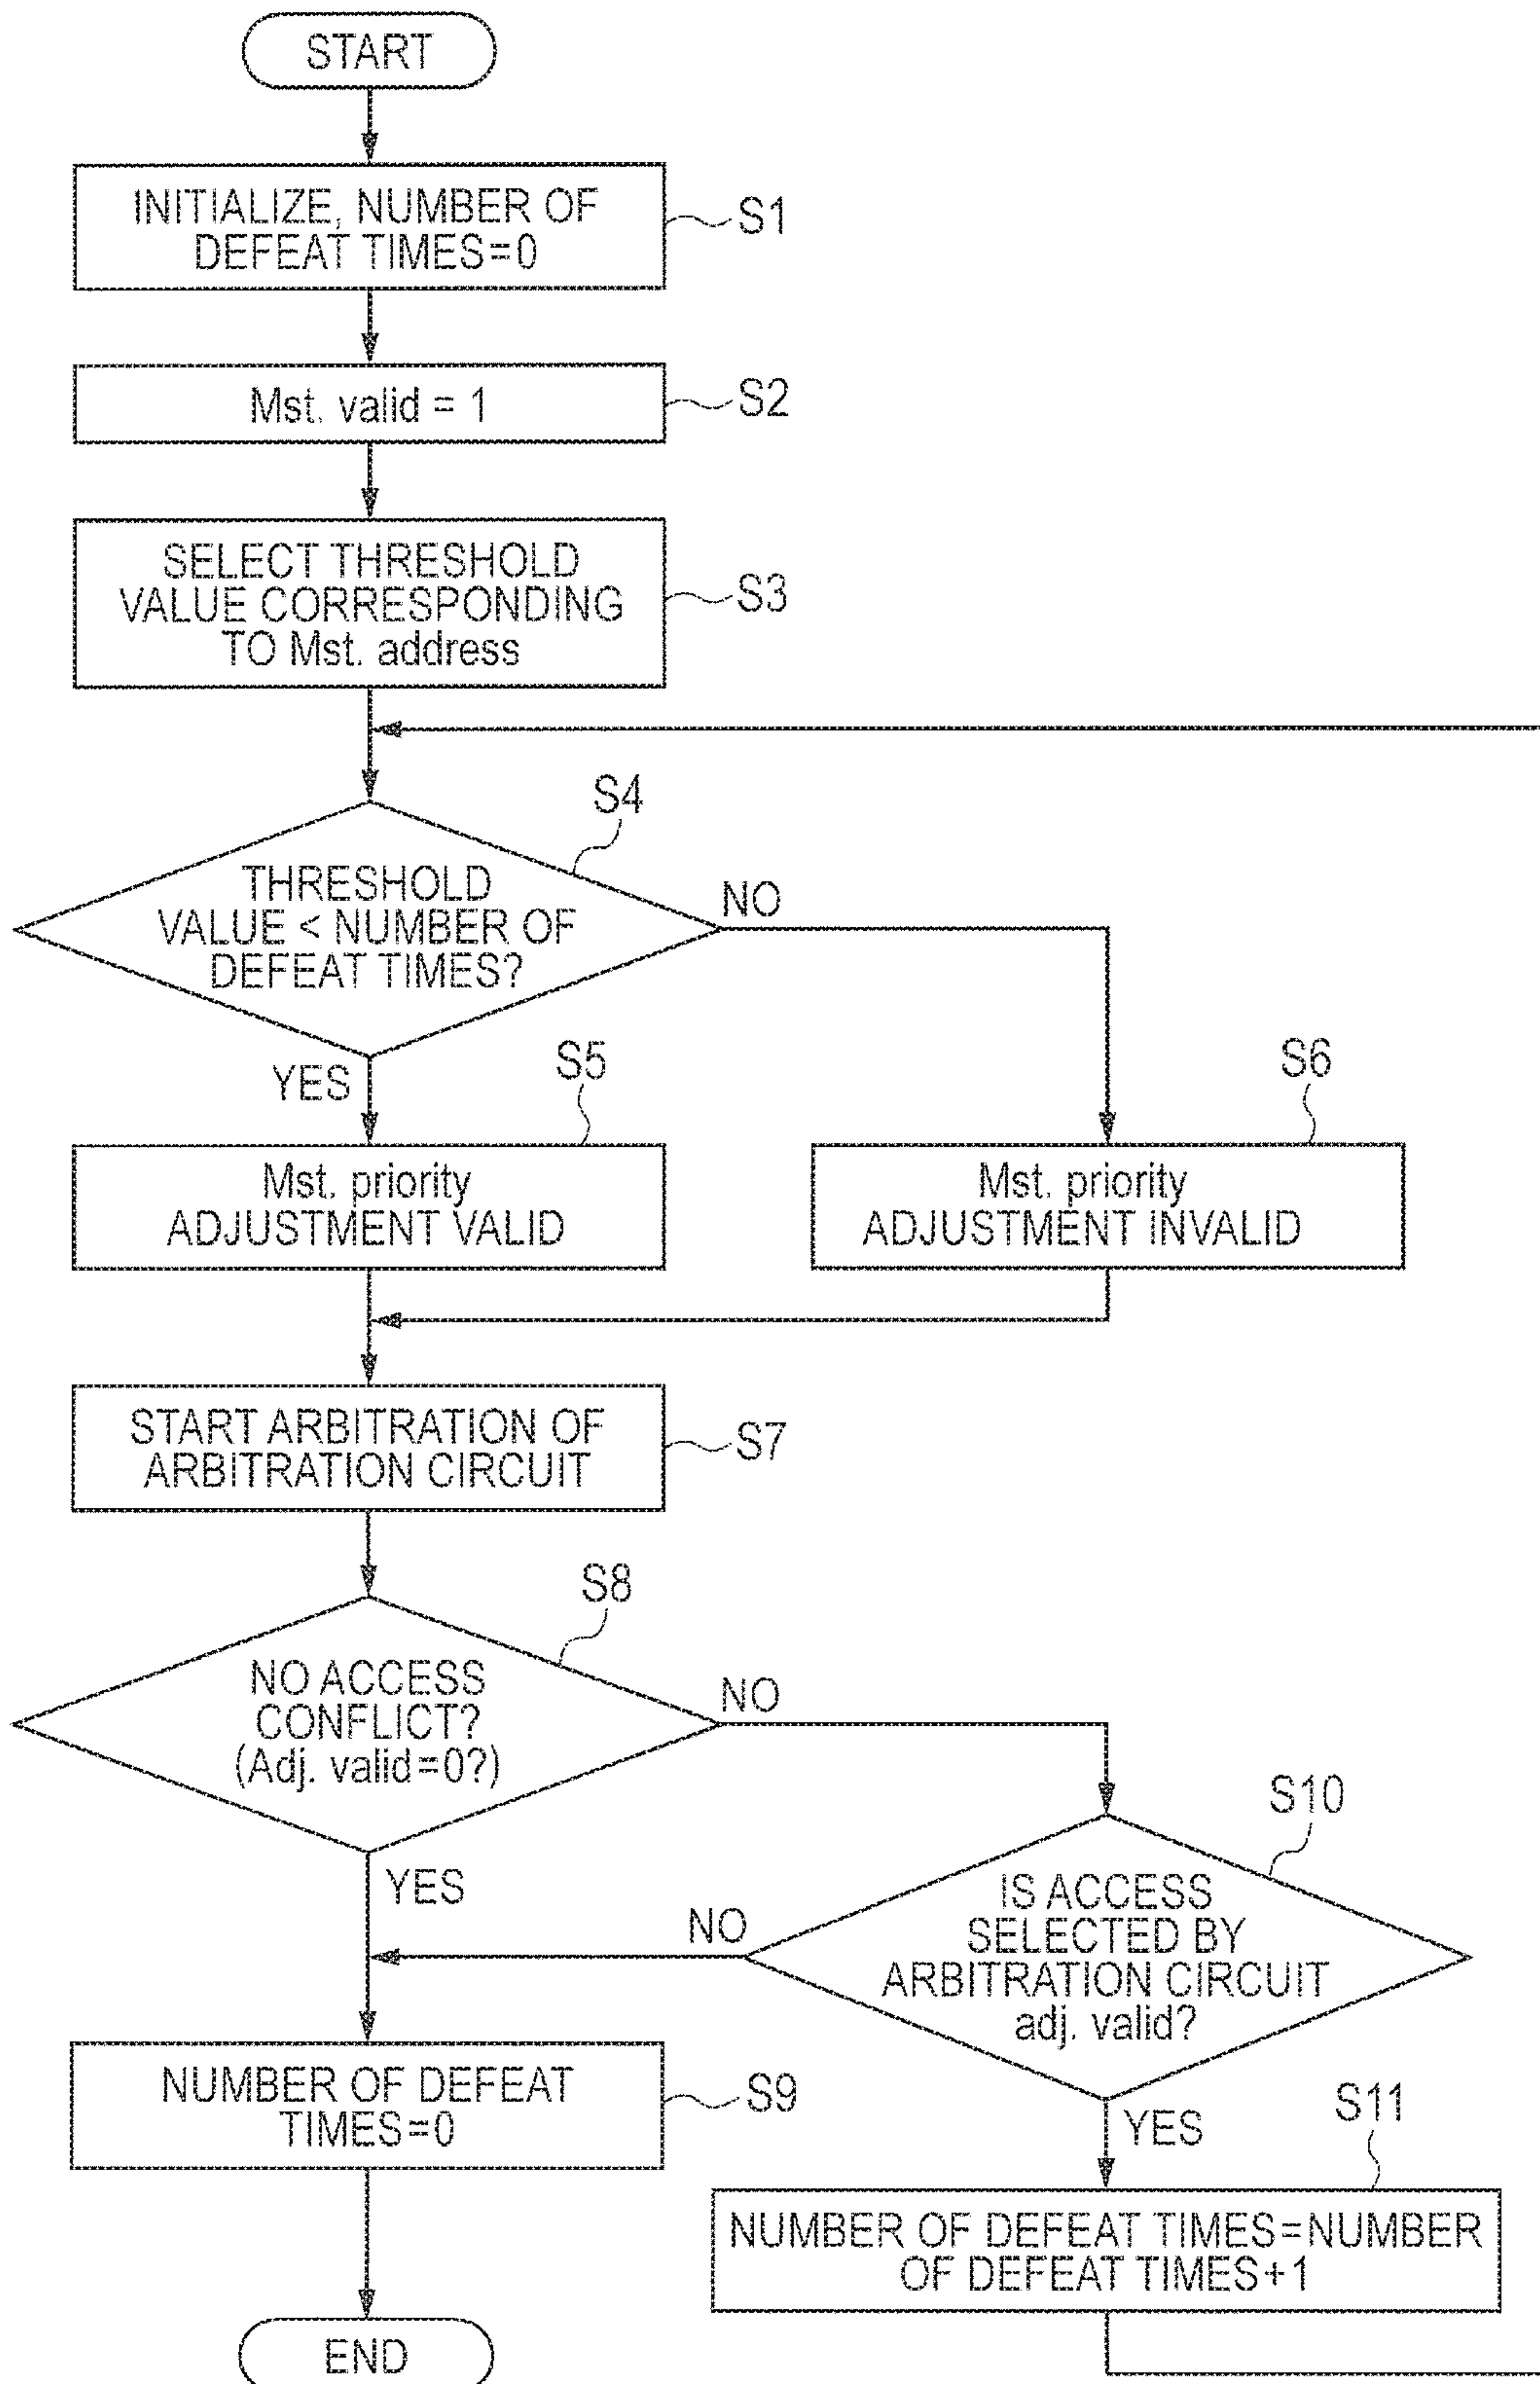 START
INITIALIZE, NUMBER OF
DEFEAT TIMES=0
S1
Mst. valid = 1
S2
SELECT THRESHOLD
VALUE CORRESPONDING
TO Mst. address
S3
S4
THRESHOLD
VALUE < NUMBER OF
DEFEAT TIMES?
NO
YES
S5
S6
Mst. priority
ADJUSTMENT VALID
Mst. priority
ADJUSTMENT INVALID
START ARBITRATION OF
ARBITRATION CIRCUIT
S7
S8
NO ACCESS
CONFLICT?
(Adj. valid=0?)
NO
YES
S10
IS ACCESS
SELECTED BY
ARBITRATION CIRCUIT
adj. valid?
NO
YES
NUMBER OF DEFEAT
TIMES=0
S9
S11
NUMBER OF DEFEAT TIMES=NUMBER
OF DEFEAT TIMES+1
END